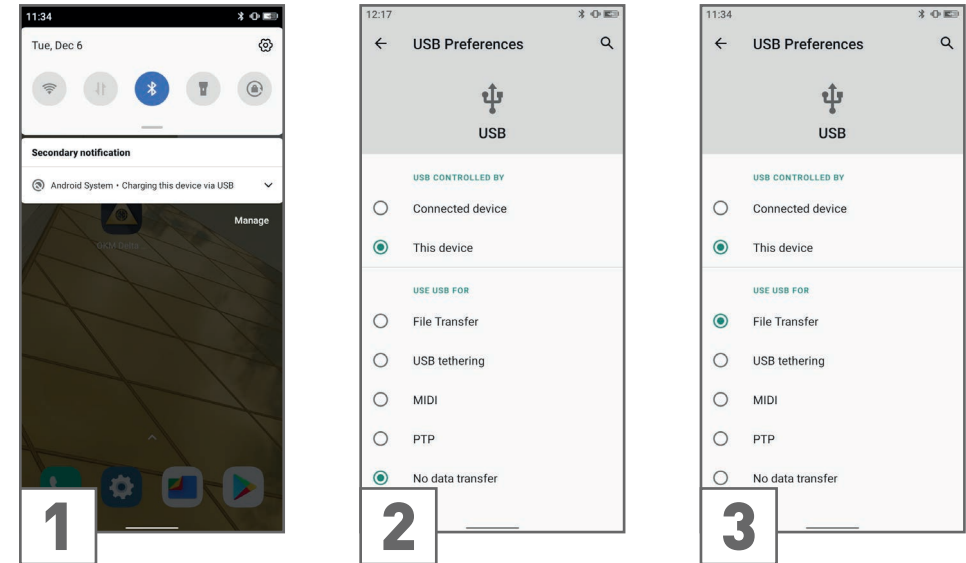 11:34
Tue, Dec 6
Secondary notification
Android System • Charging this device via USB
Manage
GKM Delta
1
12:17
USB Preferences
USB
USB CONTROLLED BY
Connected device
This device
USE USB FOR
File Transfer
USB tethering
MIDI
PTP
No data transfer
2
11:34
USB Preferences
USB
USB CONTROLLED BY
Connected device
This device
USE USB FOR
File Transfer
USB tethering
MIDI
PTP
No data transfer
3